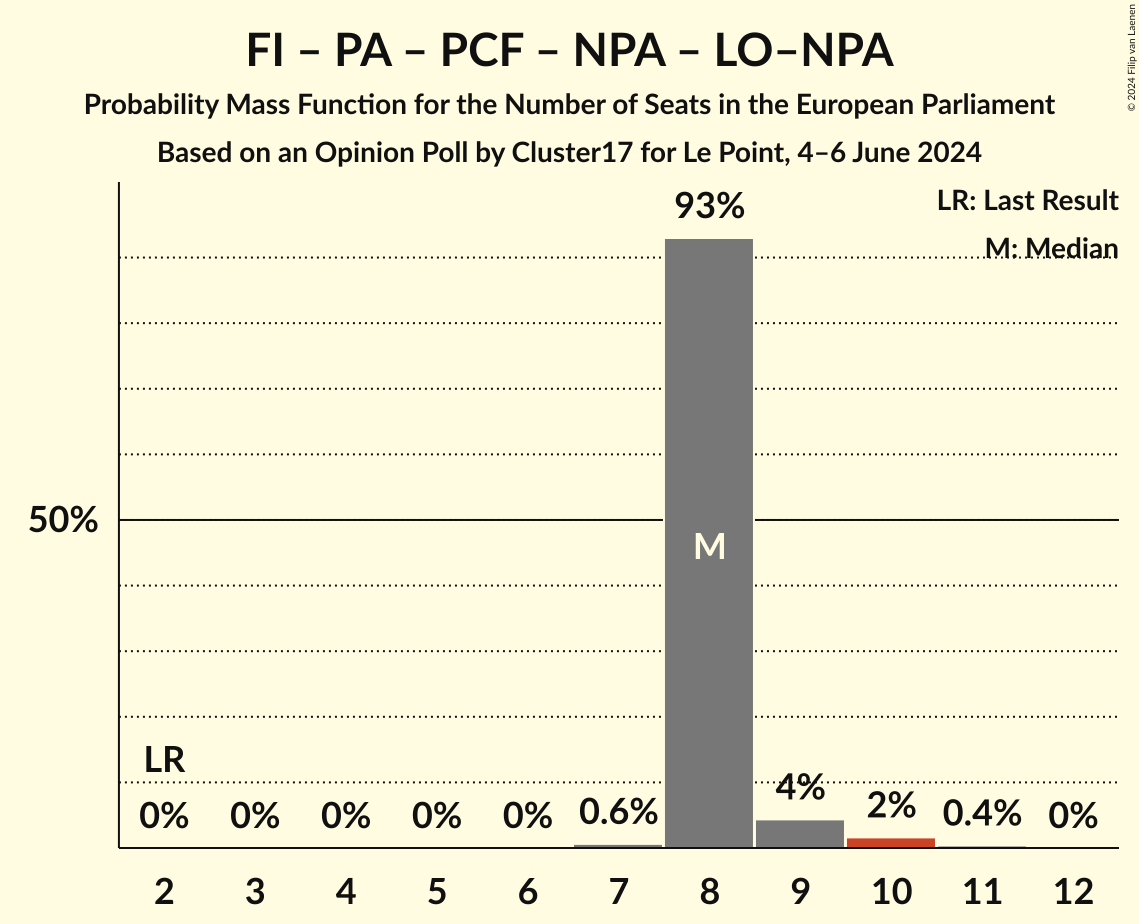 FI – PA – PCF – NPA – LO–NPA
Probability Mass Function for the Number of Seats in the European Parliament
Based on an Opinion Poll by Cluster17 for Le Point, 4–6 June 2024
© 2024 Filip van Laenen
LR: Last Result
M: Median
93%
50%
M
LR
0% 0% 0% 0% 0% 0.6% 4% 2% 0.4% 0%
2 3 4 5 6 7 8 9 10 11 12